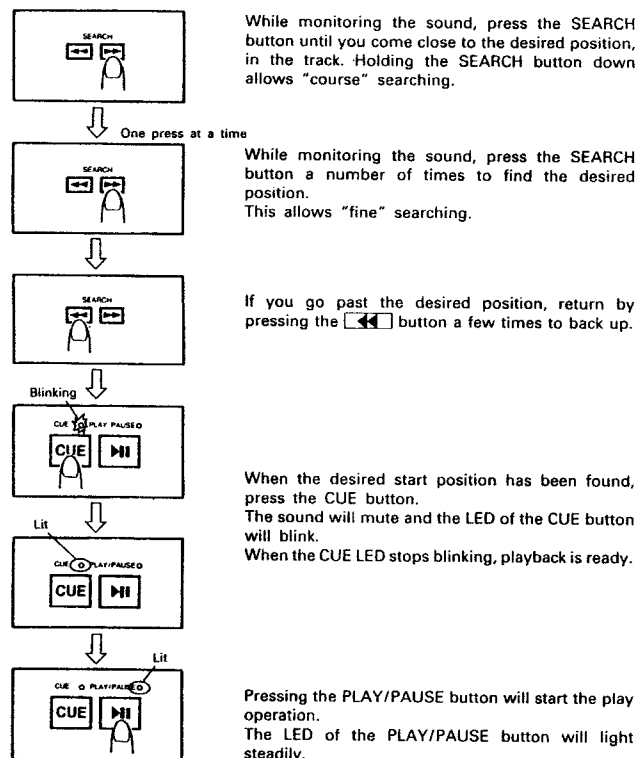 SEARCH
While monitoring the sound, press the SEARCH
button until you come close to the desired position,
in the track. Holding the SEARCH button down
allows "course" searching.
One press at a time
SEARCH
While monitoring the sound, press the SEARCH
button a number of times to find the desired
position.
This allows "fine" searching.
SEARCH
If you go past the desired position, return by
pressing the ◀◀ button a few times to back up.
Blinking
CUE PLAY PAUSE
CUE
When the desired start position has been found,
press the CUE button.
The sound will mute and the LED of the CUE button
will blink.
When the CUE LED stops blinking, playback is ready.
Lit
CUE PLAY/PAUSE
CUE
Lit
CUE PLAY/PAUSE
CUE
Pressing the PLAY/PAUSE button will start the play
operation.
The LED of the PLAY/PAUSE button will light
steadily.